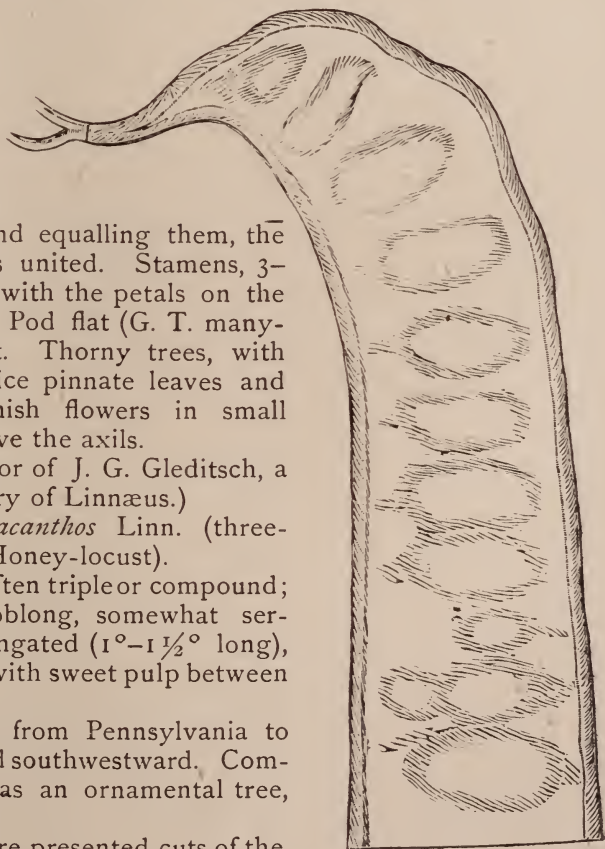 nd equalling them, the
s united. Stamens, 3–
with the petals on the
Pod flat (G. T. many-
t. Thorny trees, with
ice pinnate leaves and
nish flowers in small
ve the axils.
or of J. G. Gleditsch, a
ry of Linnæus.)
acanthos Linn. (three-
Honey-locust).
ften triple or compound;
oblong, somewhat ser-
ngated (1°–1½° long),
with sweet pulp between
from Pennsylvania to
d southwestward. Com-
as an ornamental tree,
re presented cuts of the